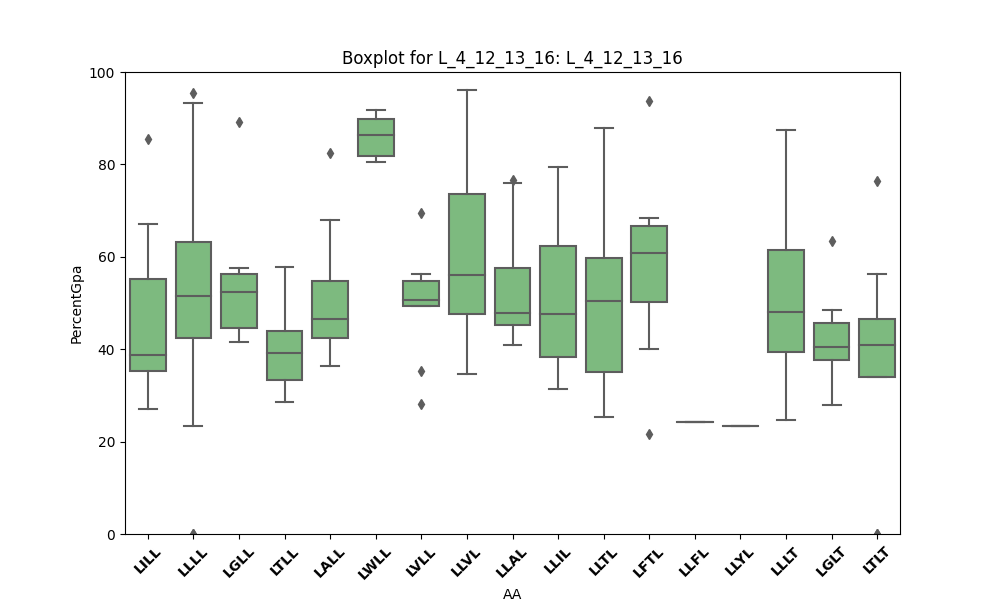 Boxplot for L_4_12_13_16: L_4_12_13_16
PercentGpa
100
80
60
40
20
0
LILL LLLL LGLL LTLL LALL LWLL LVLL LLVL LLAL LLIL LLTL LFTL LLFL LLYL LLLT LGLT LTLT
AA